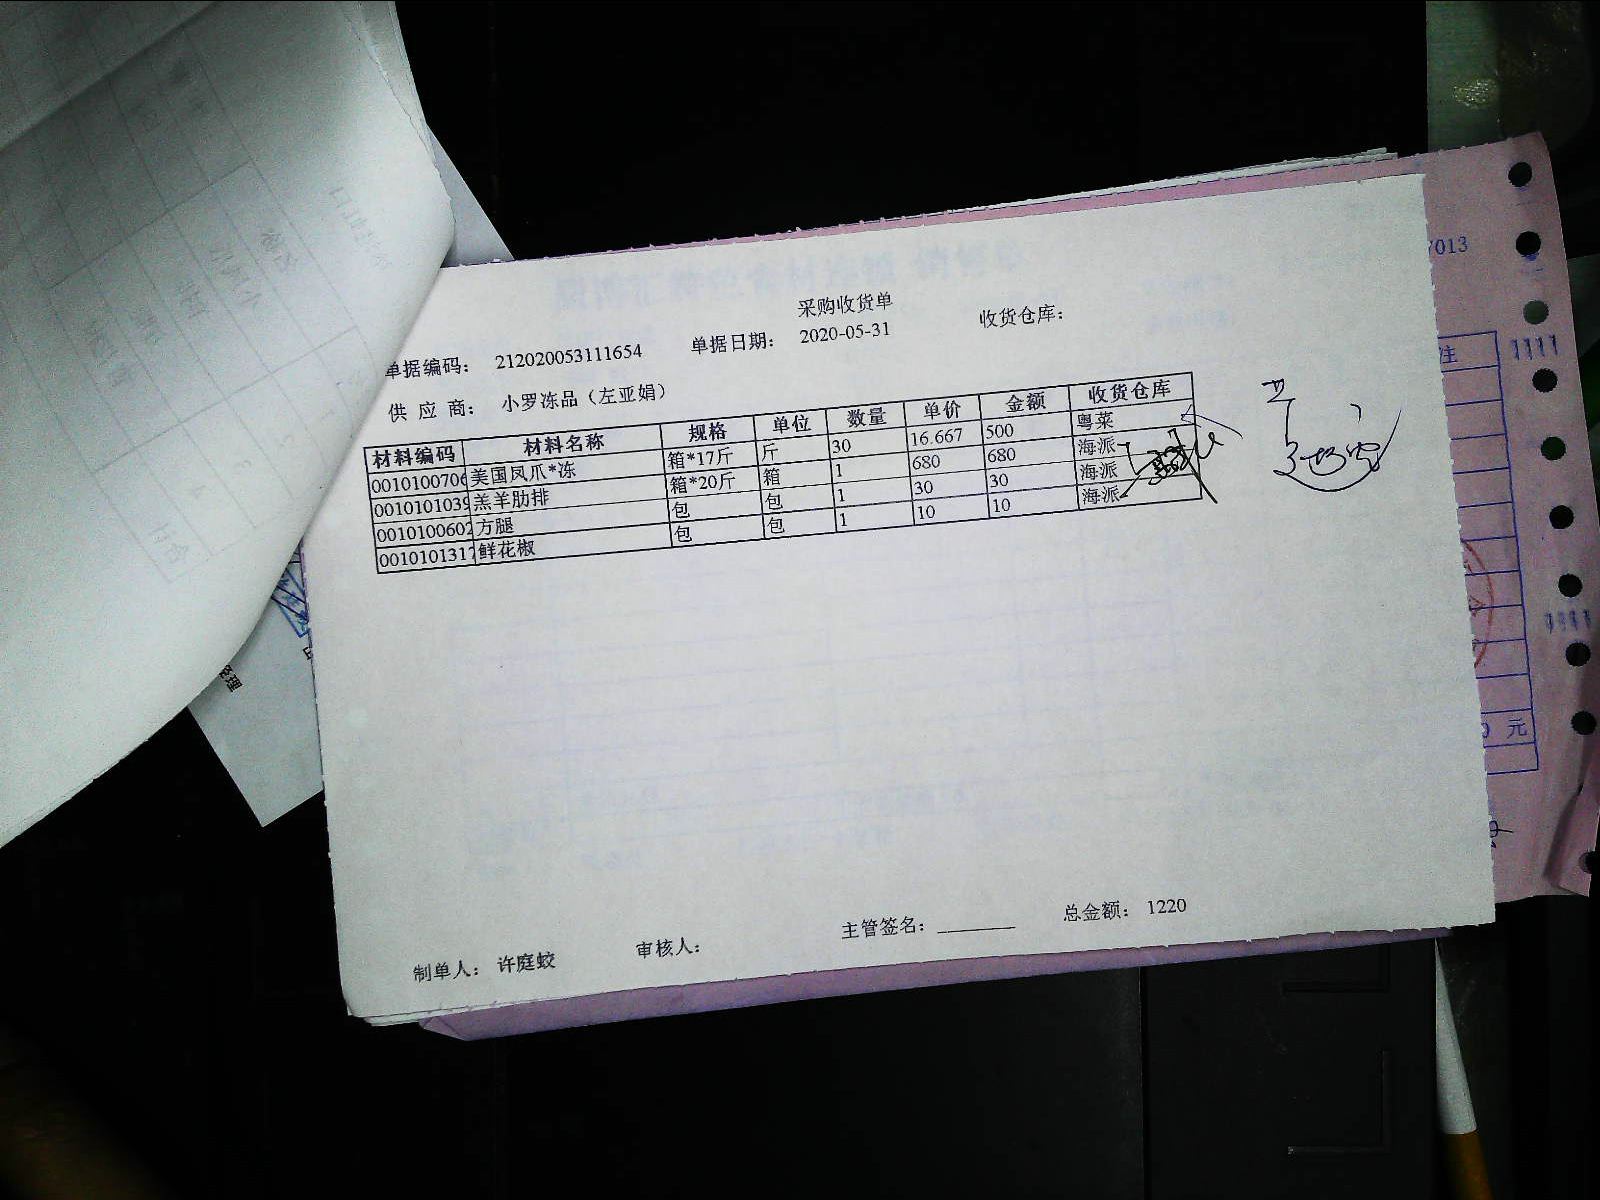 采购收货单
单据编码： 212020053111654 单据日期： 2020-05-31 收货仓库：
供 应 商： 小罗冻品（左亚娟）
材料编码 材料名称 规格 单位 数量 单价 金额 收货仓库
0010100706 美国凤爪*冻 箱*17斤 斤 30 16.667 500 粤菜
0010101039 羔羊肋排 箱*20斤 箱 1 680 680 海派
0010100602 方腿 包 包 1 30 30 海派
0010101317 鲜花椒 包 包 1 10 10 海派
制单人： 许庭蛟 审核人： 主管签名： 总金额： 1220
7013
注
元
经理